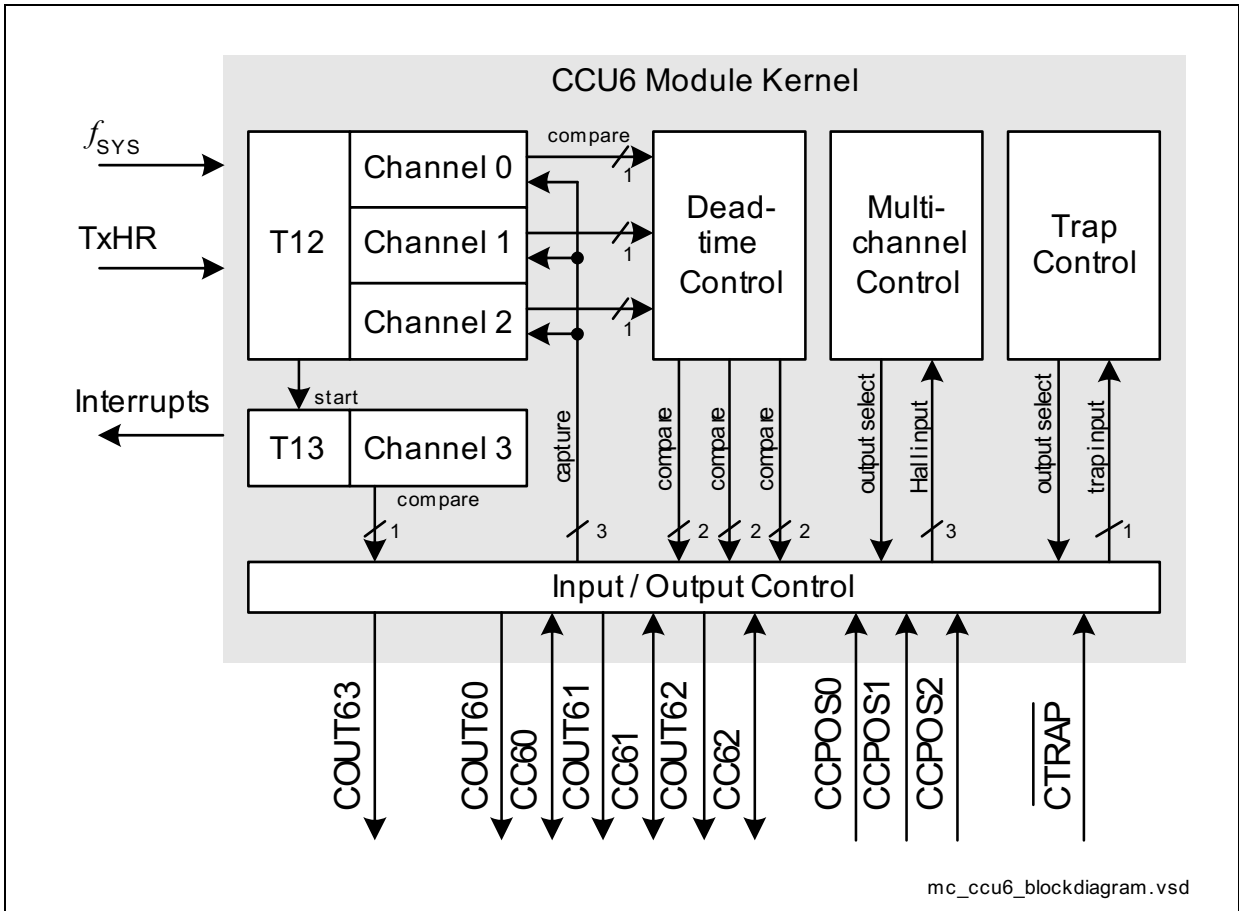 CCU6 Module Kernel
fSYS
TxHR
Interrupts
T12
Channel 0
Channel 1
Channel 2
compare
1
1
1
Dead-
time
Control
Multi-
channel
Control
Trap
Control
start
T13
Channel 3
compare
1
capture
3
compare
2
compare
2
compare
2
output select
Hall input
3
output select
trap input
1
Input / Output Control
COUT63
COUT60
CC60
COUT61
CC61
COUT62
CC62
CCPOS0
CCPOS1
CCPOS2
CTRAP
mc_ccu6_blockdiagram.vsd